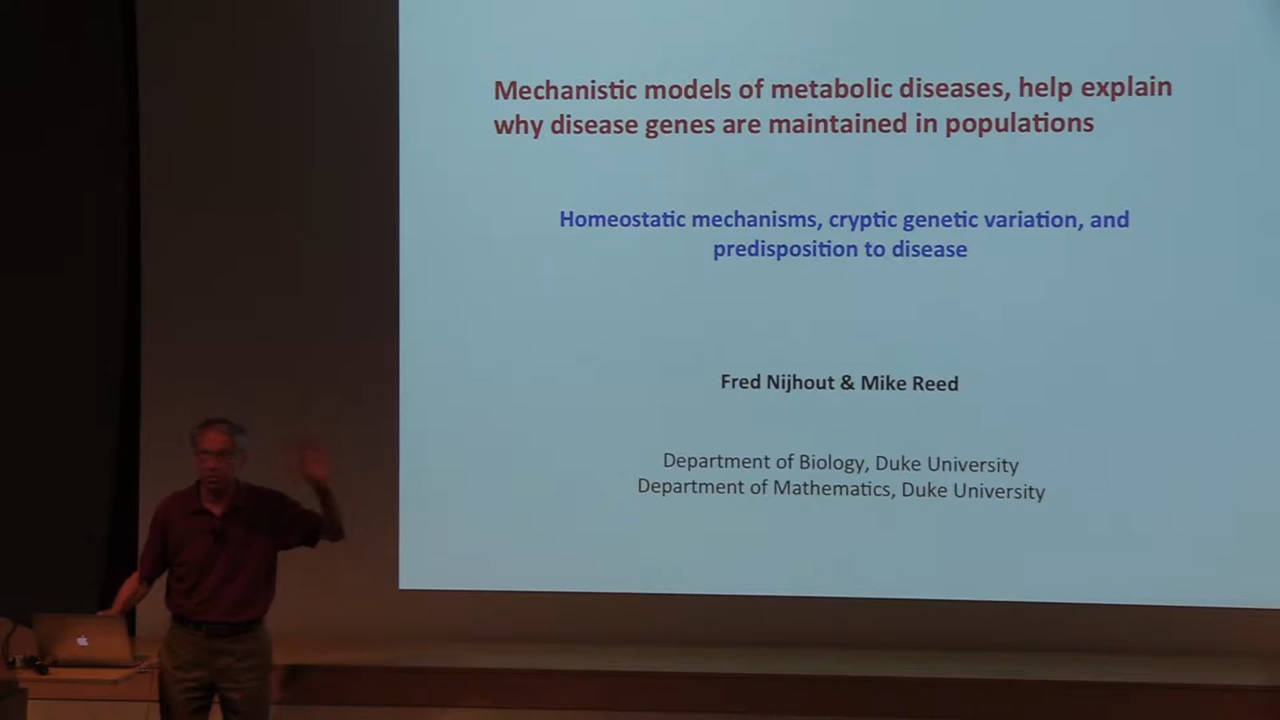 Mechanistic models of metabolic diseases, help explain
why disease genes are maintained in populations
Homeostatic mechanisms, cryptic genetic variation, and
predisposition to disease
Fred Nijhout & Mike Reed
Department of Biology, Duke University
Department of Mathematics, Duke University